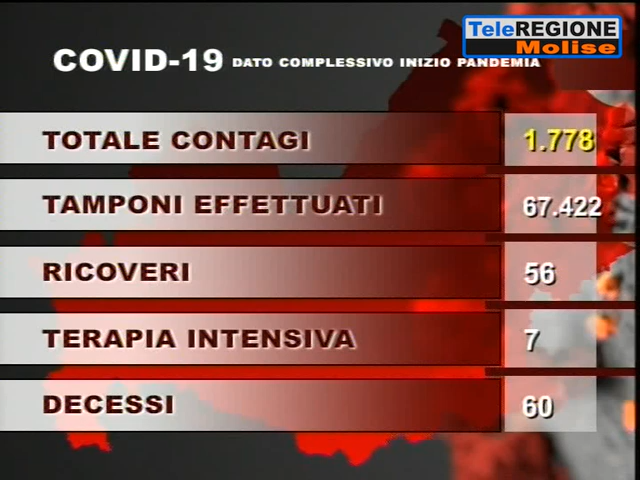 TeleREGIONE
Molise
COVID-19 DATO COMPLESSIVO INIZIO PANDEMIA
TOTALE CONTAGI 1.778
TAMPONI EFFETTUATI 67.422
RICOVERI 56
TERAPIA INTENSIVA 7
DECESSI 60